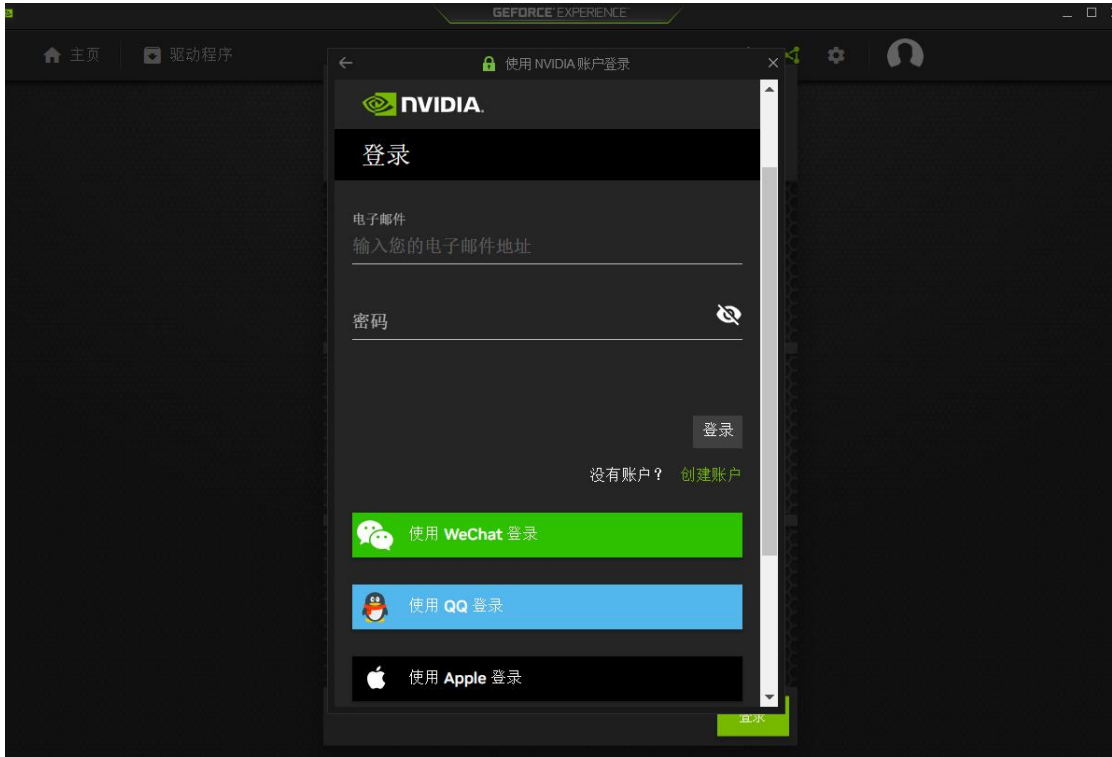 GEFORCE EXPERIENCE
主页
驱动程序
使用 NVIDIA 账户登录
NVIDIA.
登录
电子邮件
输入您的电子邮件地址
密码
登录
没有账户？ 创建账户
使用 WeChat 登录
使用 QQ 登录
使用 Apple 登录
登录